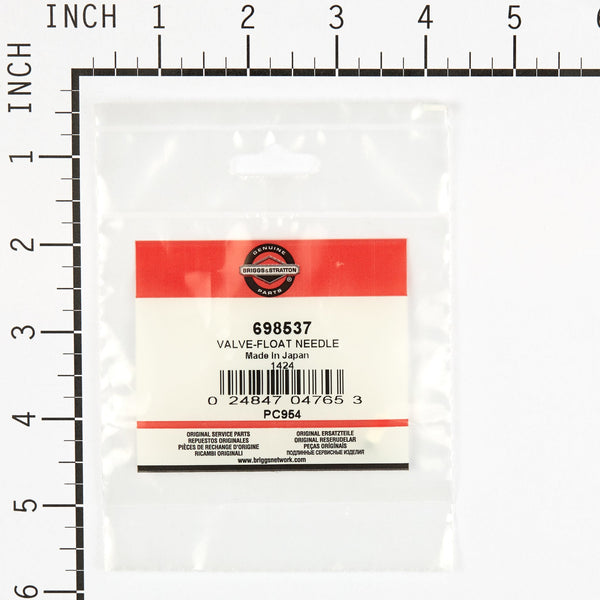 INCH 1 2 3 4 5 6
INCH
1
2
3
4
5
6
GENUINE
BRIGGS & STRATTON
®
PARTS
698537
VALVE-FLOAT NEEDLE
Made In Japan
1424
0 24847 04765 3
PC954
ORIGINAL SERVICE PARTS ORIGINAL ERSATZTEILE
REPUESTOS ORIGINALES ORIGINAL RESERUDELAR
PIÈCES DE RECHANGE D'ORIGINE PEÇAS ORIGINAIS
RICAMBI ORIGINALI ПОДЛИННЫЕ СЕРВИСНЫЕ ИЗДЕЛИЯ
www.briggsnetwork.com